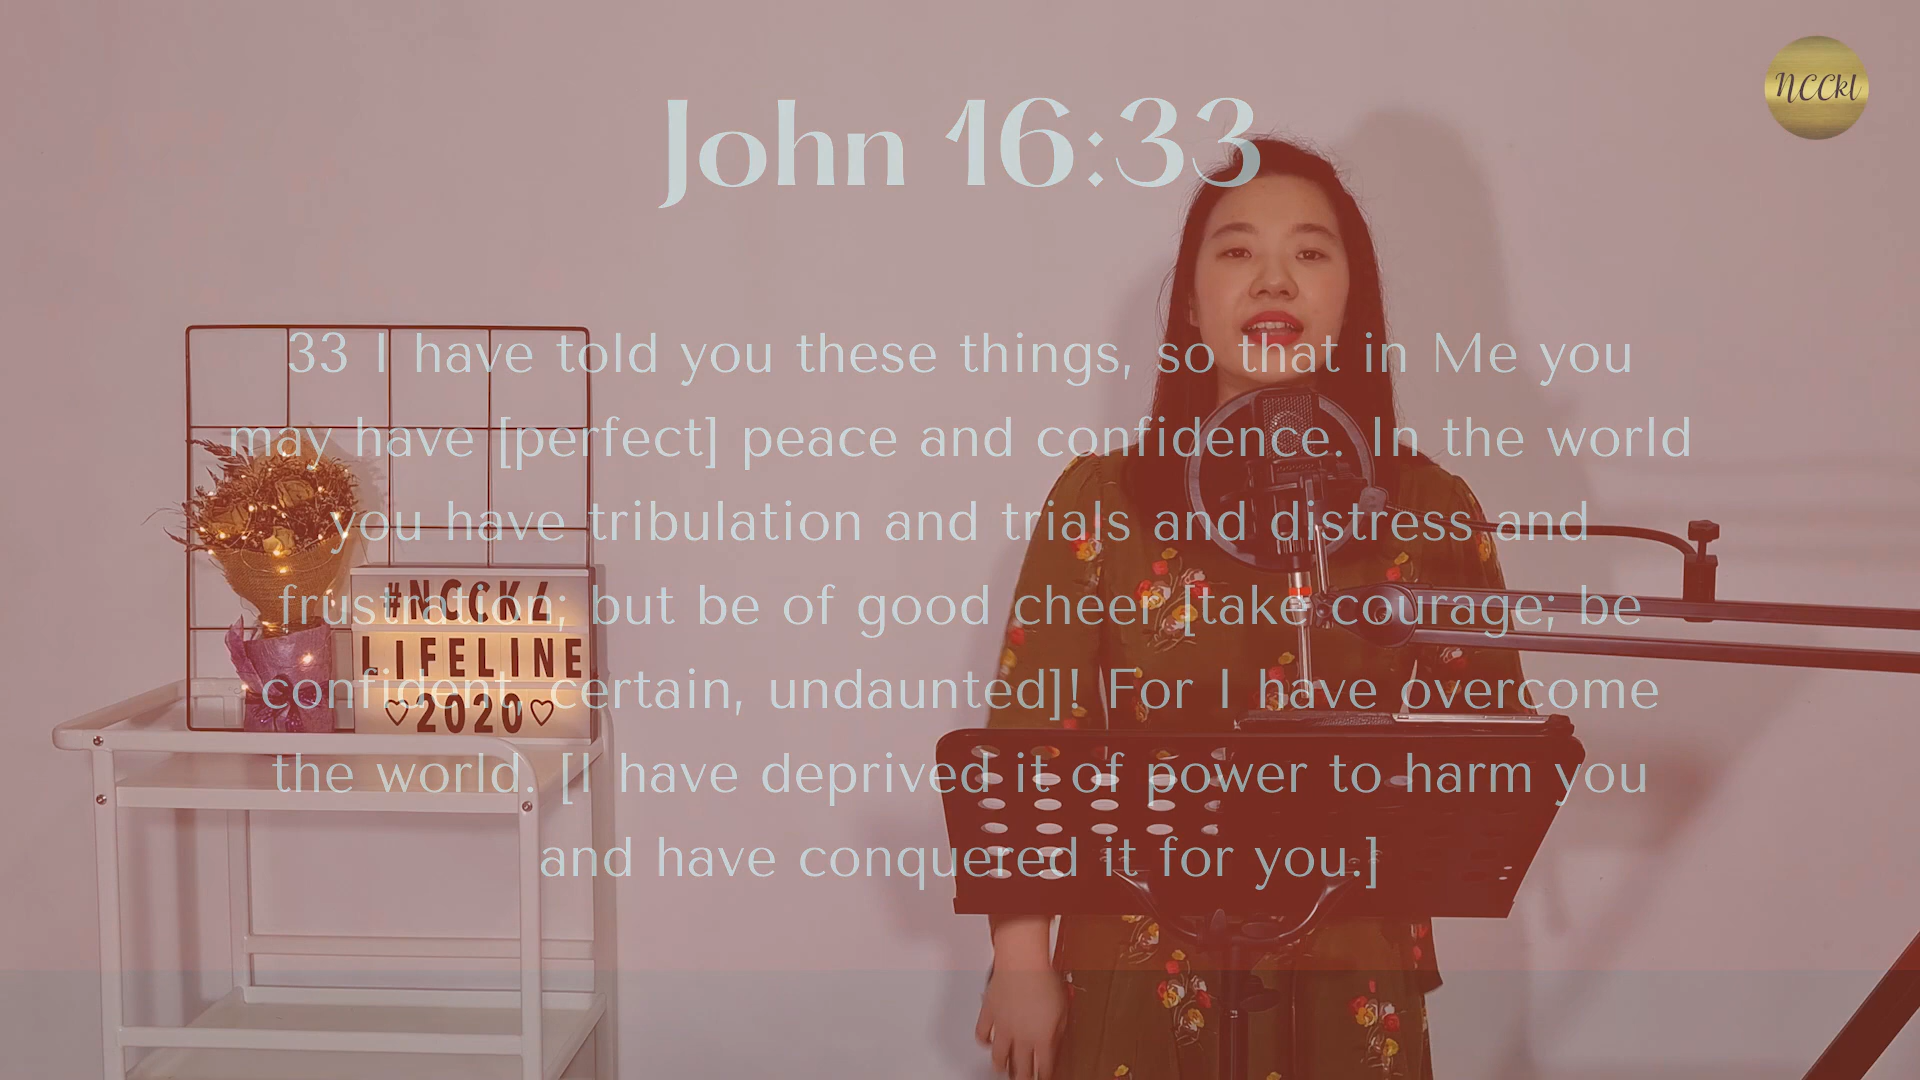 NCCkl
John 16:33
33 I have told you these things, so that in Me you
may have [perfect] peace and confidence. In the world
you have tribulation and trials and distress and
frustration; but be of good cheer [take courage; be
confident, certain, undaunted]! For I have overcome
the world. [I have deprived it of power to harm you
and have conquered it for you.]
#NCCKL
LIFELINE
♡2020♡